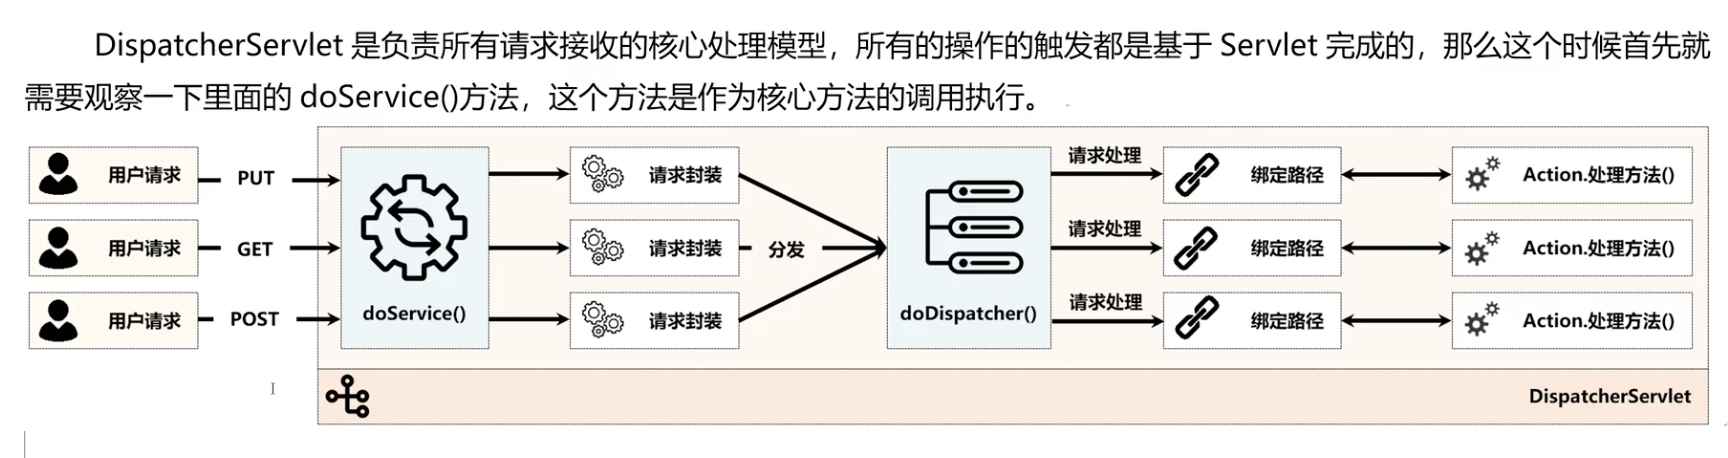 DispatcherServlet 是负责所有请求接收的核心处理模型，所有的操作的触发都是基于 Servlet 完成的，那么这个时候首先就
需要观察一下里面的 doService()方法，这个方法是作为核心方法的调用执行。
用户请求 PUT 请求封装 请求处理 绑定路径 Action.处理方法()
用户请求 GET 请求封装 分发 请求处理 绑定路径 Action.处理方法()
用户请求 POST doService() 请求封装 doDispatcher() 请求处理 绑定路径 Action.处理方法()
DispatcherServlet